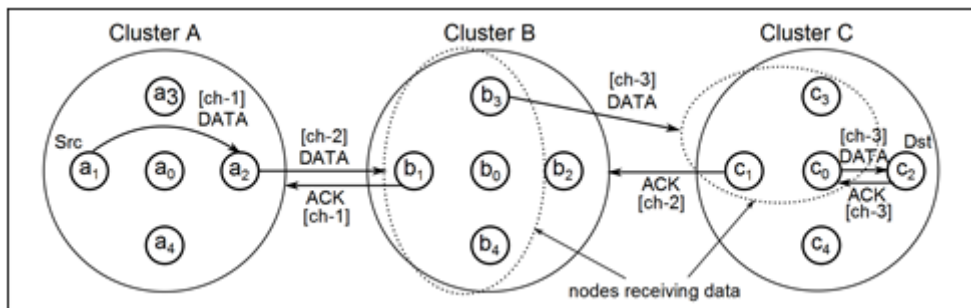 Cluster A
Cluster B
Cluster C
a3
[ch-1]
DATA
Src
a1
a0
a2
a4
[ch-2]
DATA
ACK
[ch-1]
b3
b1
b0
b2
b4
[ch-3]
DATA
ACK
[ch-2]
c3
[ch-3]
DATA
Dst
c1
c0
c2
ACK
[ch-3]
c4
nodes receiving data